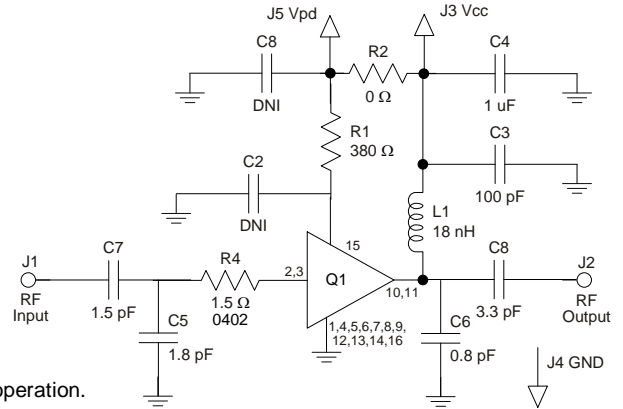 J5 Vpd
J3 Vcc
C8
DNI
R2
0 Ω
C4
1 uF
R1
380 Ω
C3
100 pF
C2
DNI
L1
18 nH
J1
RF
Input
C7
1.5 pF
C5
1.8 pF
R4
1.5 Ω
0402
2,3
15
Q1
10,11
1,4,5,6,7,8,9,
12,13,14,16
C8
3.3 pF
C6
0.8 pF
J2
RF
Output
J4 GND
operation.